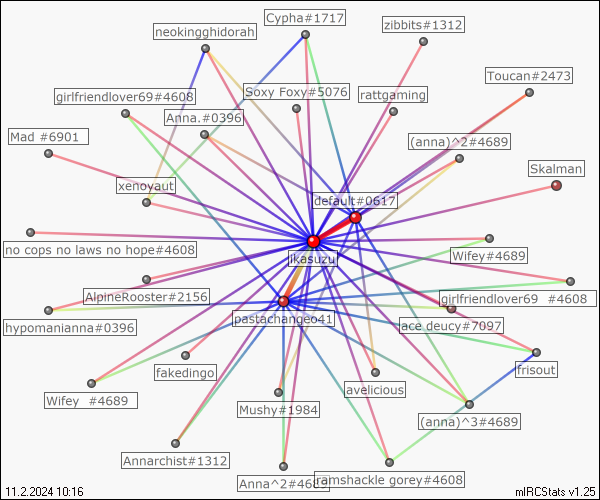 Cypha#1717
zibbits#1312
neokingghidorah
Toucan#2473
girlfriendlover69#4608
Soxy Foxy#5076
rattgaming
Anna.#0396
Mad #6901
(anna)^2#4689
Skalman
xenoyaut
default#0617
no cops no laws no hope#4608
Wifey#4689
jkasuzu
AlpineRooster#2156
girlfriendlover69 #4608
hypomanianna#0396
pastachangeo41
ace deucy#7097
fakedingo
frisout
avelicious
Wifey #4689
Mushy#1984
(anna)^3#4689
Annarchist#1312
Anna^2#4689
ramshackle gorey#4608
11.2.2024 10:16
mIRCStats v1.25